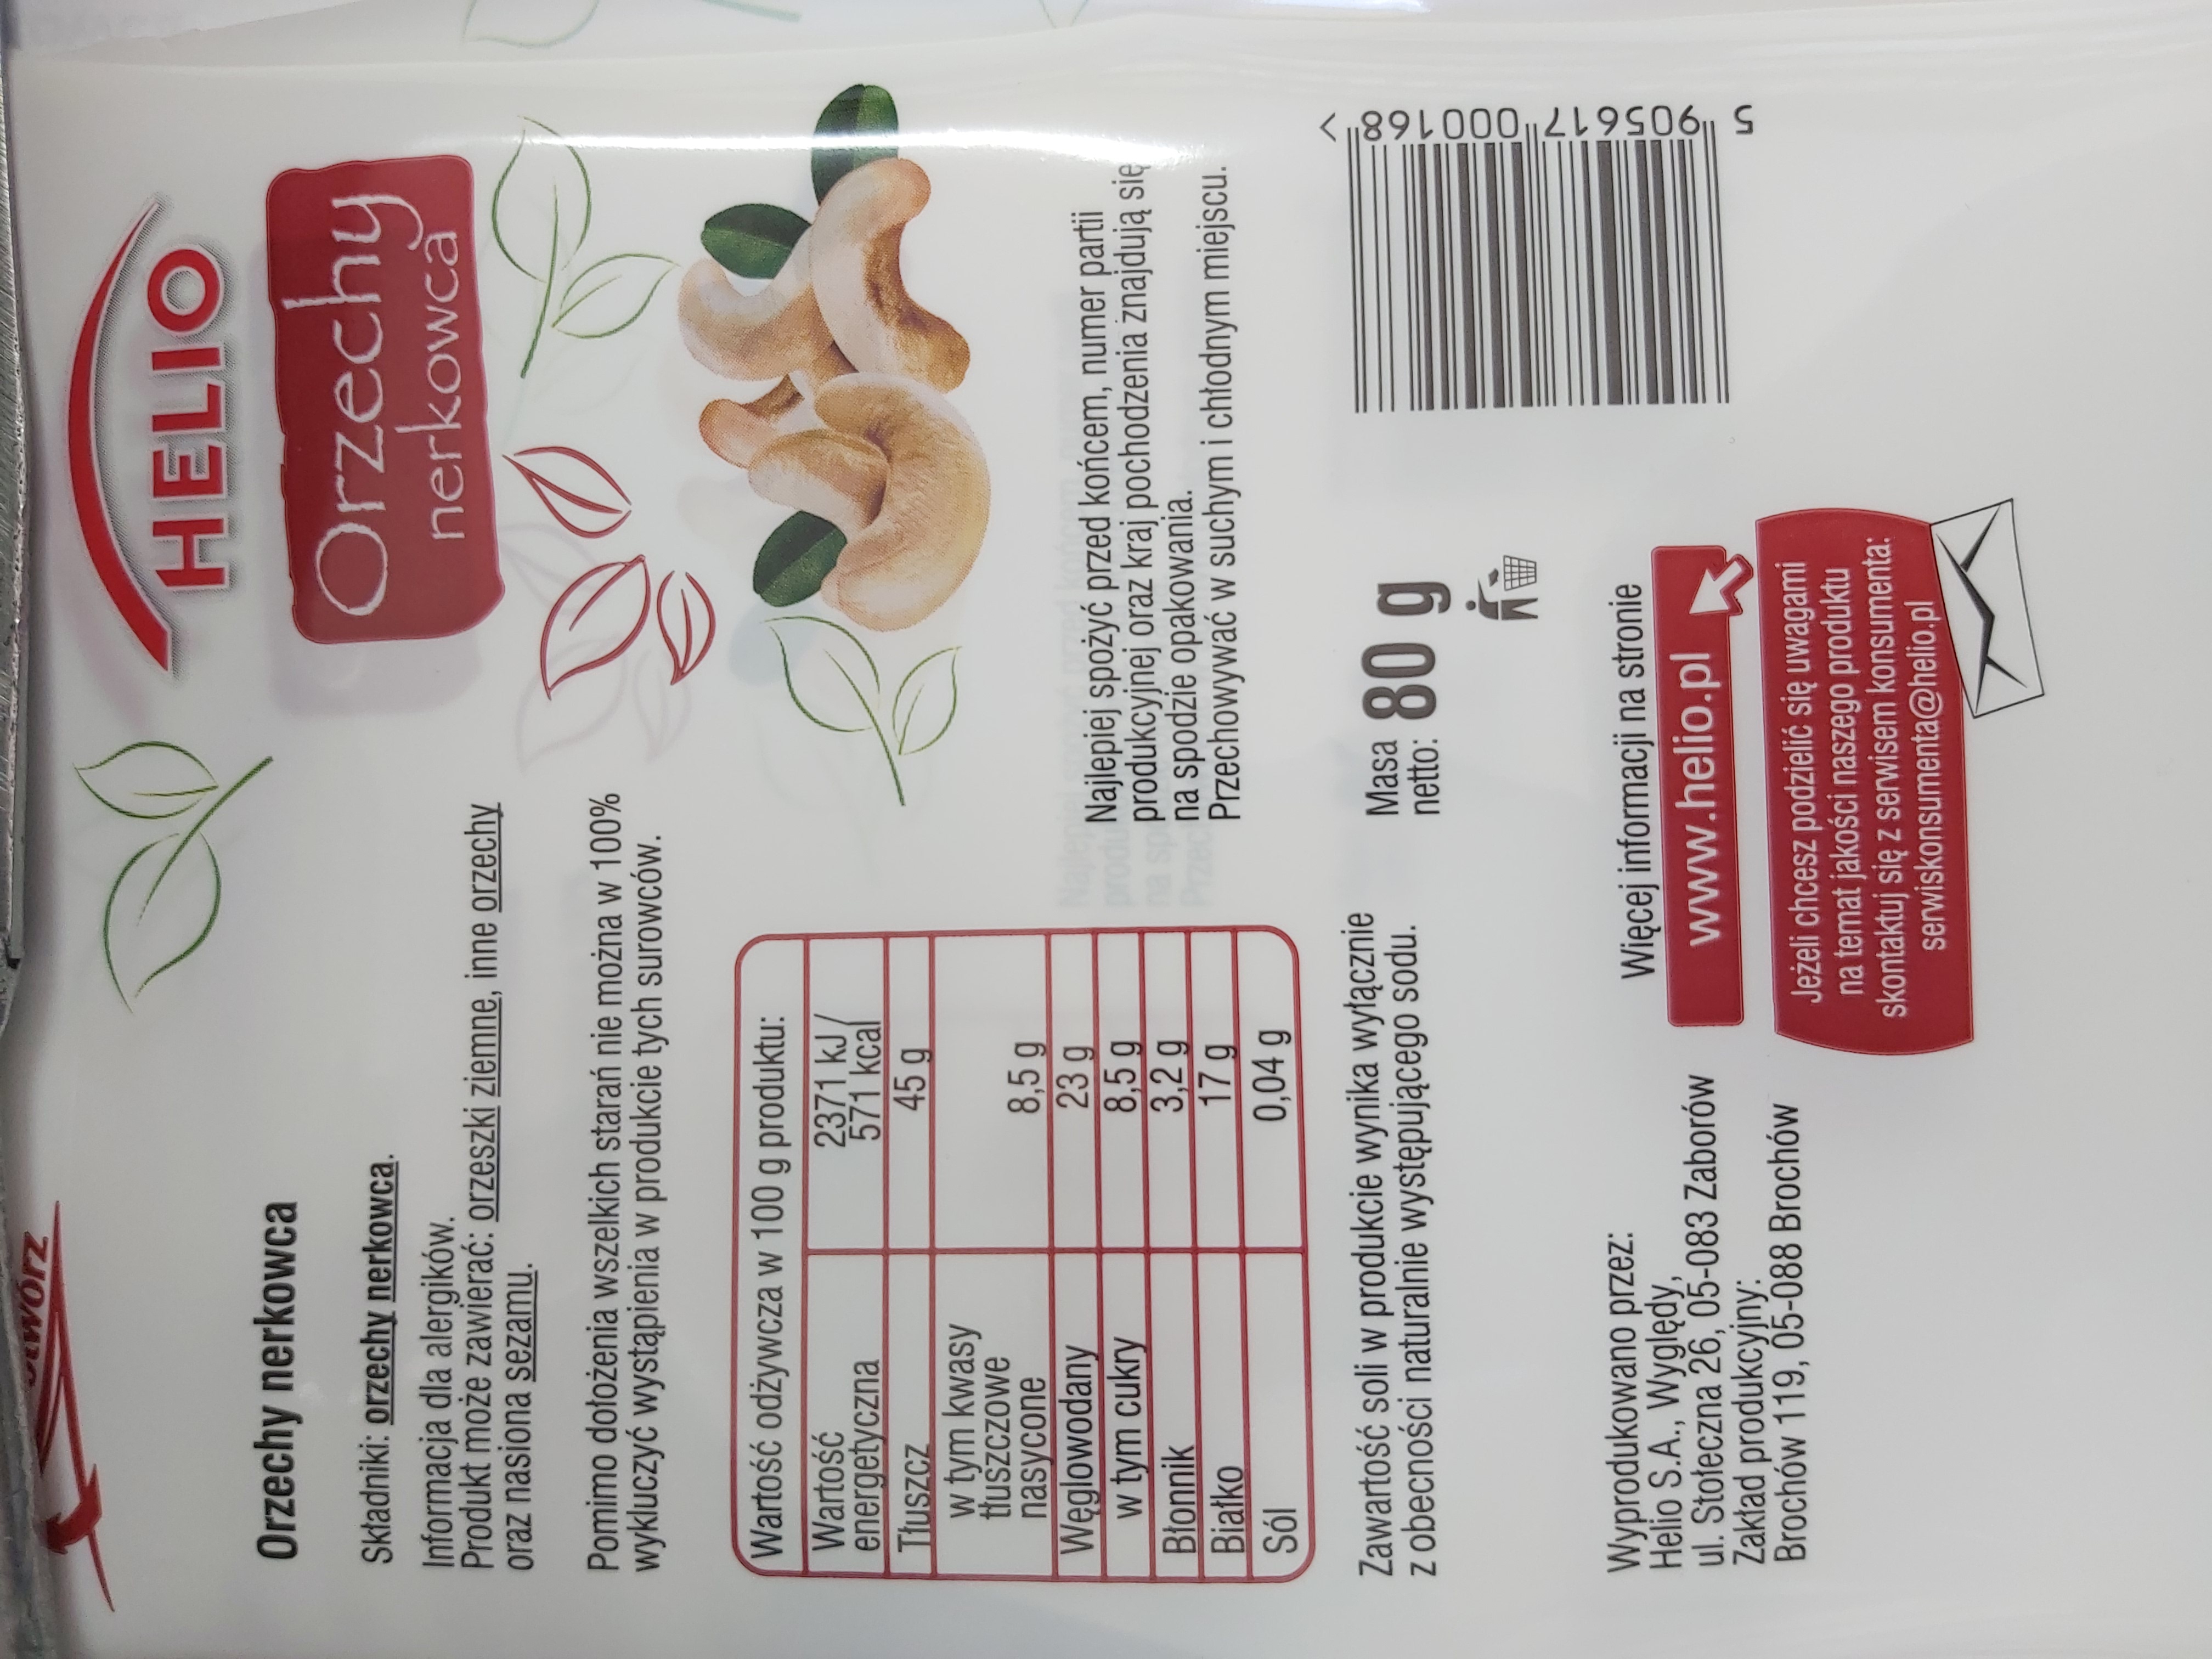 Otwórz
HELIO
Orzechy
nerkowca
Orzechy nerkowca
Składniki: orzechy nerkowca.
Informacja dla alergików.
Produkt może zawierać: orzeszki ziemne, inne orzechy
oraz nasiona sezamu.
Pomimo dołożenia wszelkich starań nie można w 100%
wykluczyć wystąpienia w produkcie tych surowców.
Wartość odżywcza w 100 g produktu:
Wartość energetyczna 2371 kJ / 571 kcal
Tłuszcz 45 g
w tym kwasy tłuszczowe nasycone 8,5 g
Węglowodany 23 g
w tym cukry 8,5 g
Błonnik 3,2 g
Białko 17 g
Sól 0,04 g
Zawartość soli w produkcie wynika wyłącznie
z obecności naturalnie występującego sodu.
Najlepiej spożyć przed końcem, numer partii
produkcyjnej oraz kraj pochodzenia znajdują się
na spodzie opakowania.
Przechowywać w suchym i chłodnym miejscu.
Masa netto: 80 g
5 905617 000168 >
Wyprodukowano przez:
Helio S.A., Wyględy,
ul. Stołeczna 26, 05-083 Zaborów
Zakład produkcyjny:
Brochów 119, 05-088 Brochów
Więcej informacji na stronie
www.helio.pl
Jeżeli chcesz podzielić się uwagami
na temat jakości naszego produktu
skontaktuj się z serwisem konsumenta:
serwiskonsumenta@helio.pl